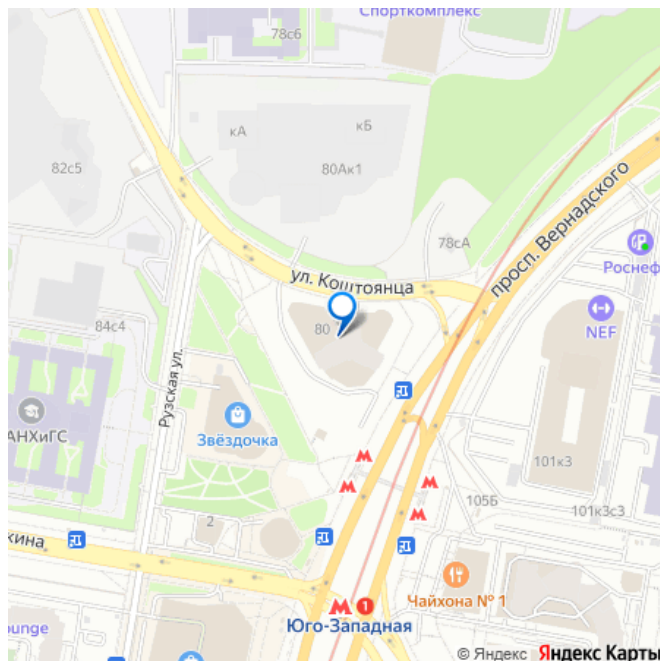 Спорткомплекс
78с6
кА
кБ
80Ак1
82с5
просп. Вернадского
78сА
Роснеф
ул. Коштоянца
80
84с4
NEF
Рузская ул.
АНХиГС
Звёздочка
101к3
105Б
101к3с3
2
кина
Чайхона № 1
М
1
Юго-Западная
ounge
© Яндекс Яндекс Карты